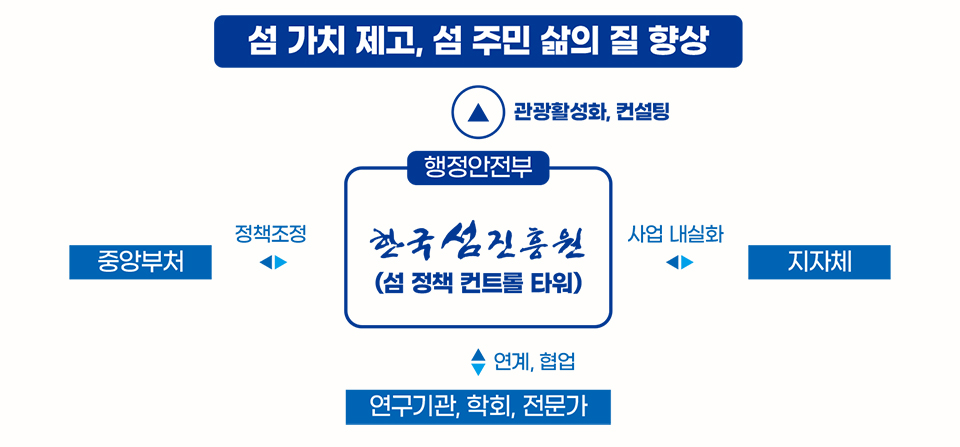 섬 가치 제고, 섬 주민 삶의 질 향상
관광활성화, 컨설팅
행정안전부
정책조정
중앙부처
한국섬진흥원
(섬 정책 컨트롤 타워)
사업 내실화
지자체
연계, 협업
연구기관, 학회, 전문가